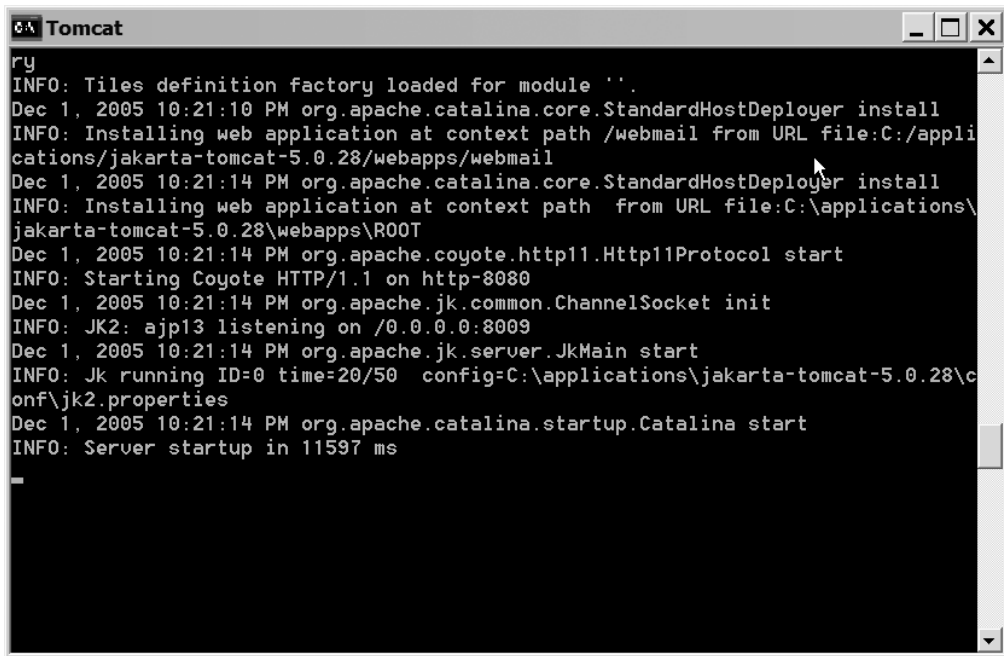 Tomcat
ry
INFO: Tiles definition factory loaded for module ''.
Dec 1, 2005 10:21:10 PM org.apache.catalina.core.StandardHostDeployer install
INFO: Installing web application at context path /webmail from URL file:C:/appli
cations/jakarta-tomcat-5.0.28/webapps/webmail
Dec 1, 2005 10:21:14 PM org.apache.catalina.core.StandardHostDeployer install
INFO: Installing web application at context path  from URL file:C:\applications\
jakarta-tomcat-5.0.28\webapps\ROOT
Dec 1, 2005 10:21:14 PM org.apache.coyote.http11.Http11Protocol start
INFO: Starting Coyote HTTP/1.1 on http-8080
Dec 1, 2005 10:21:14 PM org.apache.jk.common.ChannelSocket init
INFO: JK2: ajp13 listening on /0.0.0.0:8009
Dec 1, 2005 10:21:14 PM org.apache.jk.server.JkMain start
INFO: Jk running ID=0 time=20/50  config=C:\applications\jakarta-tomcat-5.0.28\c
onf\jk2.properties
Dec 1, 2005 10:21:14 PM org.apache.catalina.startup.Catalina start
INFO: Server startup in 11597 ms